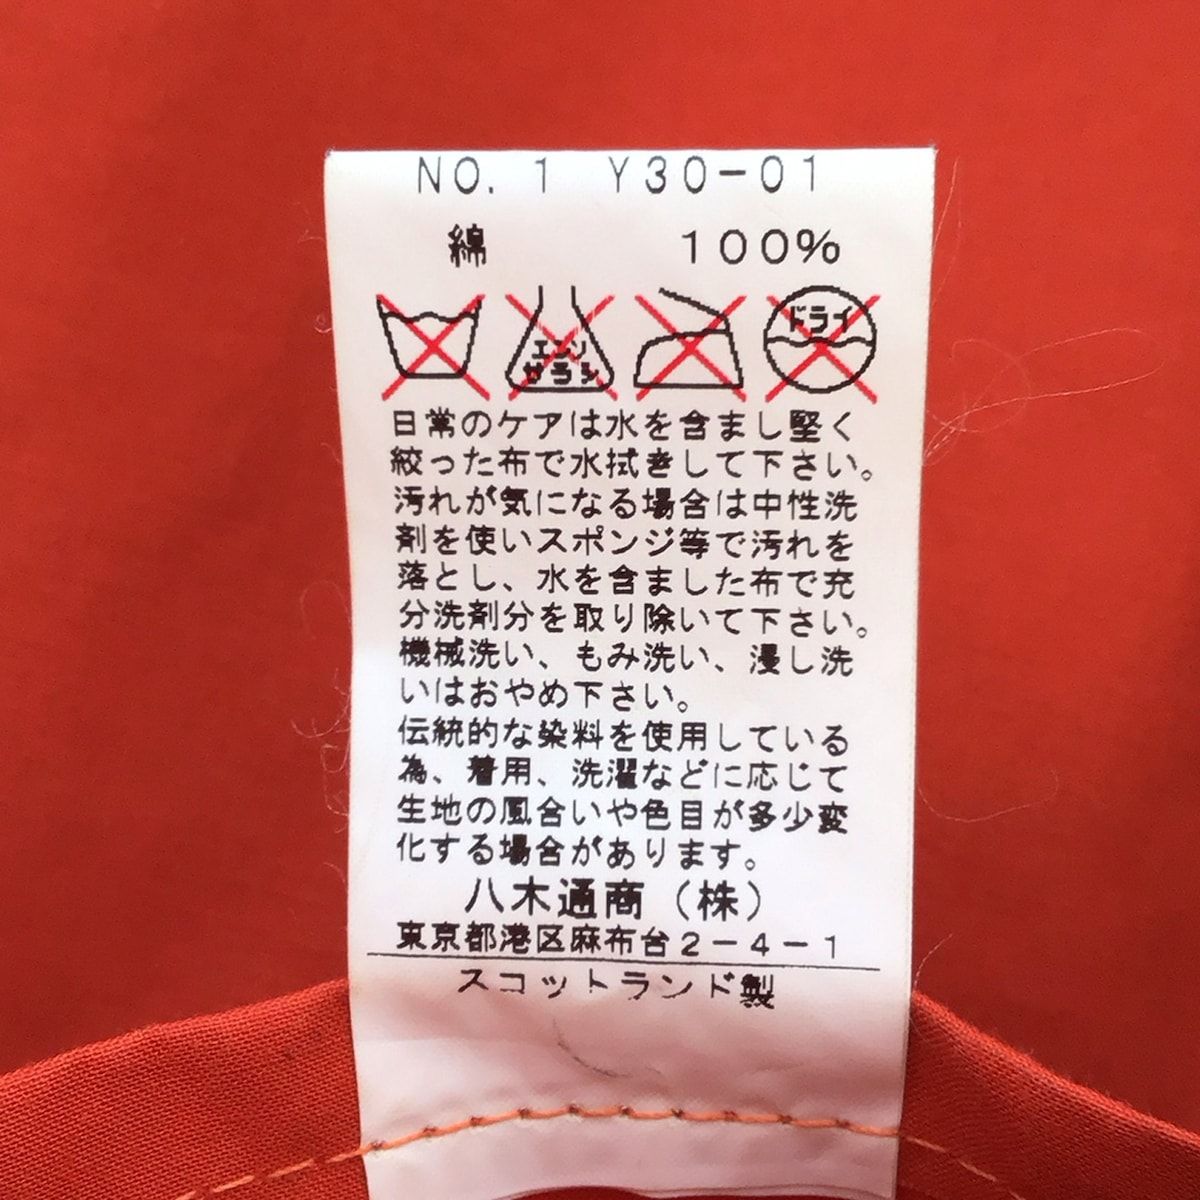 NO. 1 Y30-01
綿 100%
エンソ サラシ ドライ
日常のケアは水を含まし堅く
絞った布で水拭きして下さい。
汚れが気になる場合は中性洗
剤を使いスポンジ等で汚れを
落とし、水を含ました布で充
分洗剤分を取り除いて下さい。
機械洗い、もみ洗い、浸し洗
いはおやめ下さい。
伝統的な染料を使用している
為、着用、洗濯などに応じて
生地の風合いや色目が多少変
化する場合があります。
八木通商（株）
東京都港区麻布台2-4-1
スコットランド製